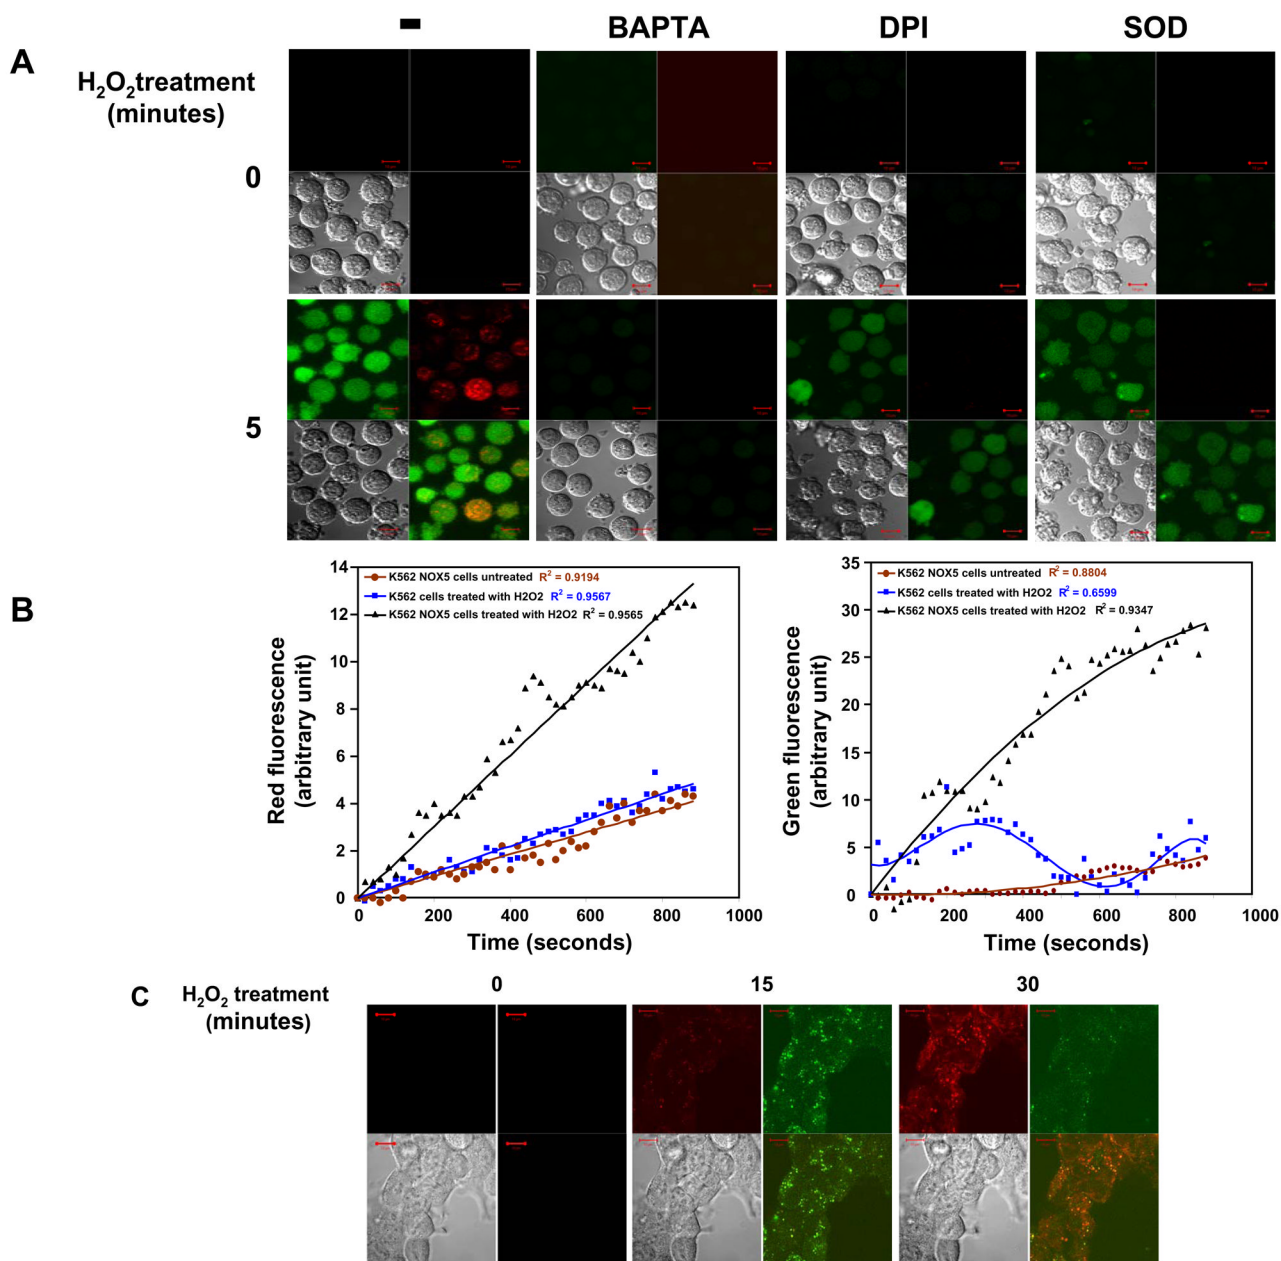 - BAPTA DPI SOD
A
H2O2treatment
(minutes)
0
5
B
14
12
10
8
6
4
2
0
Red fluorescence
(arbitrary unit)
K562 NOX5 cells untreated R2 = 0.9194
K562 cells treated with H2O2 R2 = 0.9567
K562 NOX5 cells treated with H2O2 R2 = 0.9565
200 400 600 800 1000
Time (seconds)
35
30
25
20
15
10
5
0
Green fluorescence
(arbitrary unit)
K562 NOX5 cells untreated R2 = 0.8804
K562 cells treated with H2O2 R2 = 0.6599
K562 NOX5 cells treated with H2O2 R2 = 0.9347
0 200 400 600 800 1000
Time (seconds)
C
H2O2 treatment
(minutes)
0 15 30